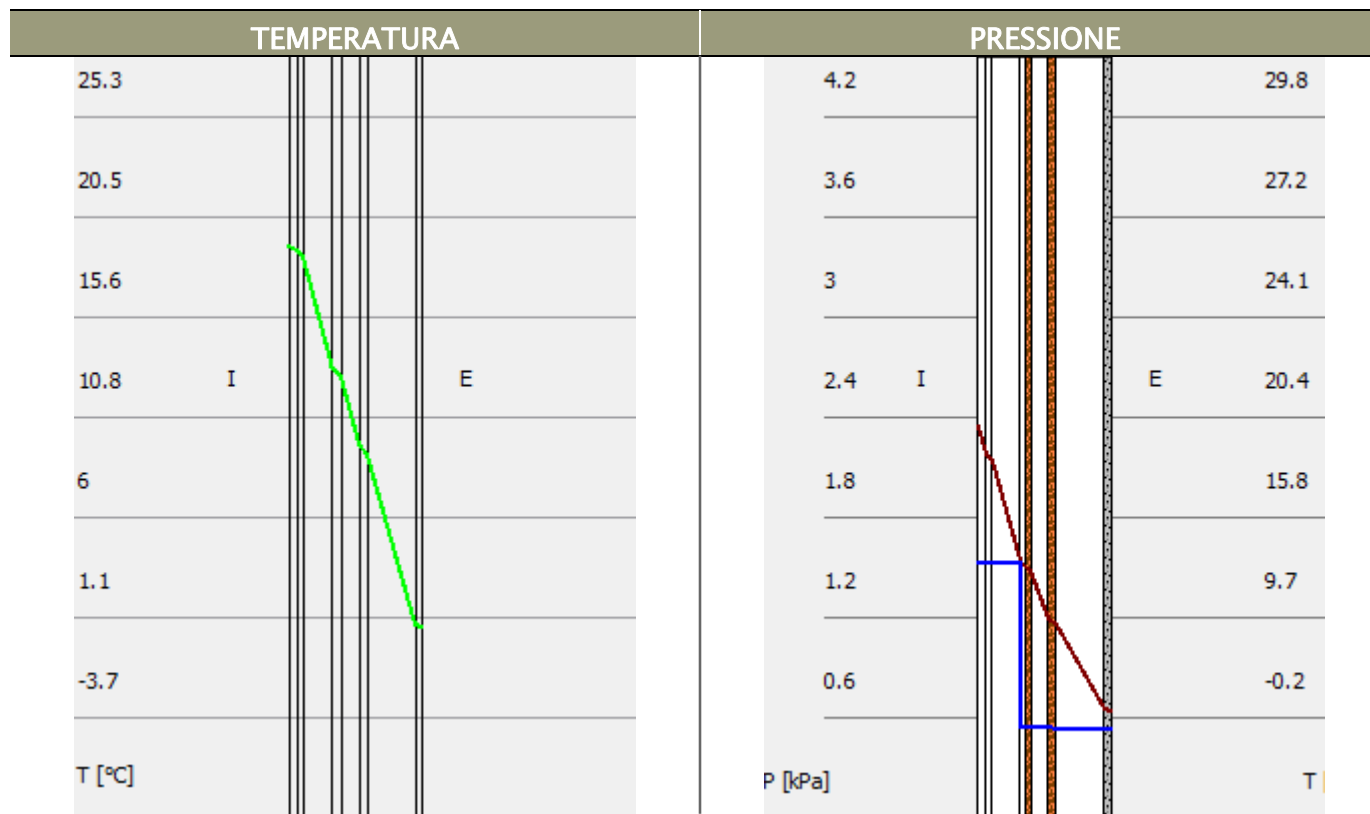 TEMPERATURA
PRESSIONE
25.3
20.5
15.6
10.8 I E
6
1.1
-3.7
T [°C]
4.2 29.8
3.6 27.2
3 24.1
2.4 I E 20.4
1.8 15.8
1.2 9.7
0.6 -0.2
P [kPa] T [